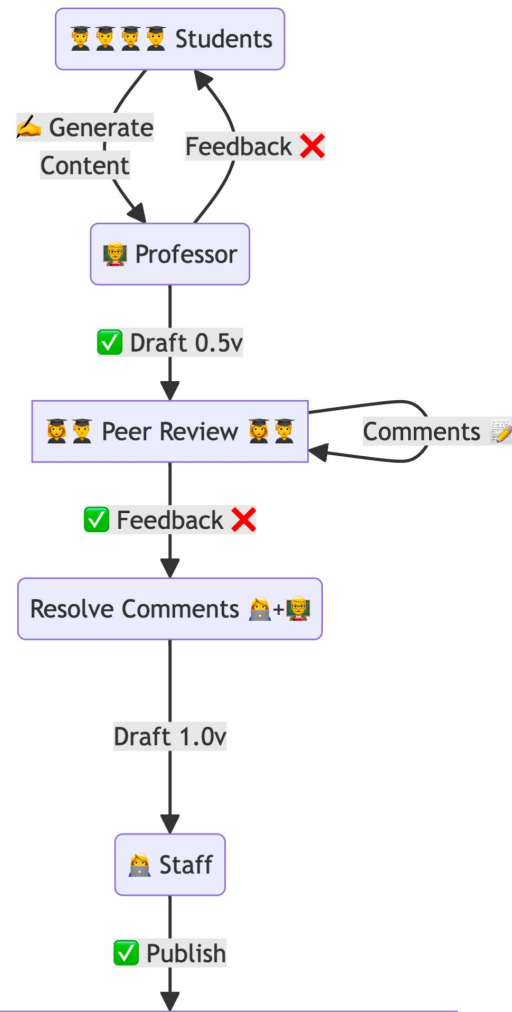 👨‍🎓👨‍🎓👨‍🎓👨‍🎓 Students
✍️ Generate
Content
Feedback ❌
👨‍🏫 Professor
✅ Draft 0.5v
👩‍🎓👨‍🎓 Peer Review 👩‍🎓👨‍🎓
Comments 📝
✅ Feedback ❌
Resolve Comments 🧑‍💻+👨‍🏫
Draft 1.0v
🧑‍💻 Staff
✅ Publish